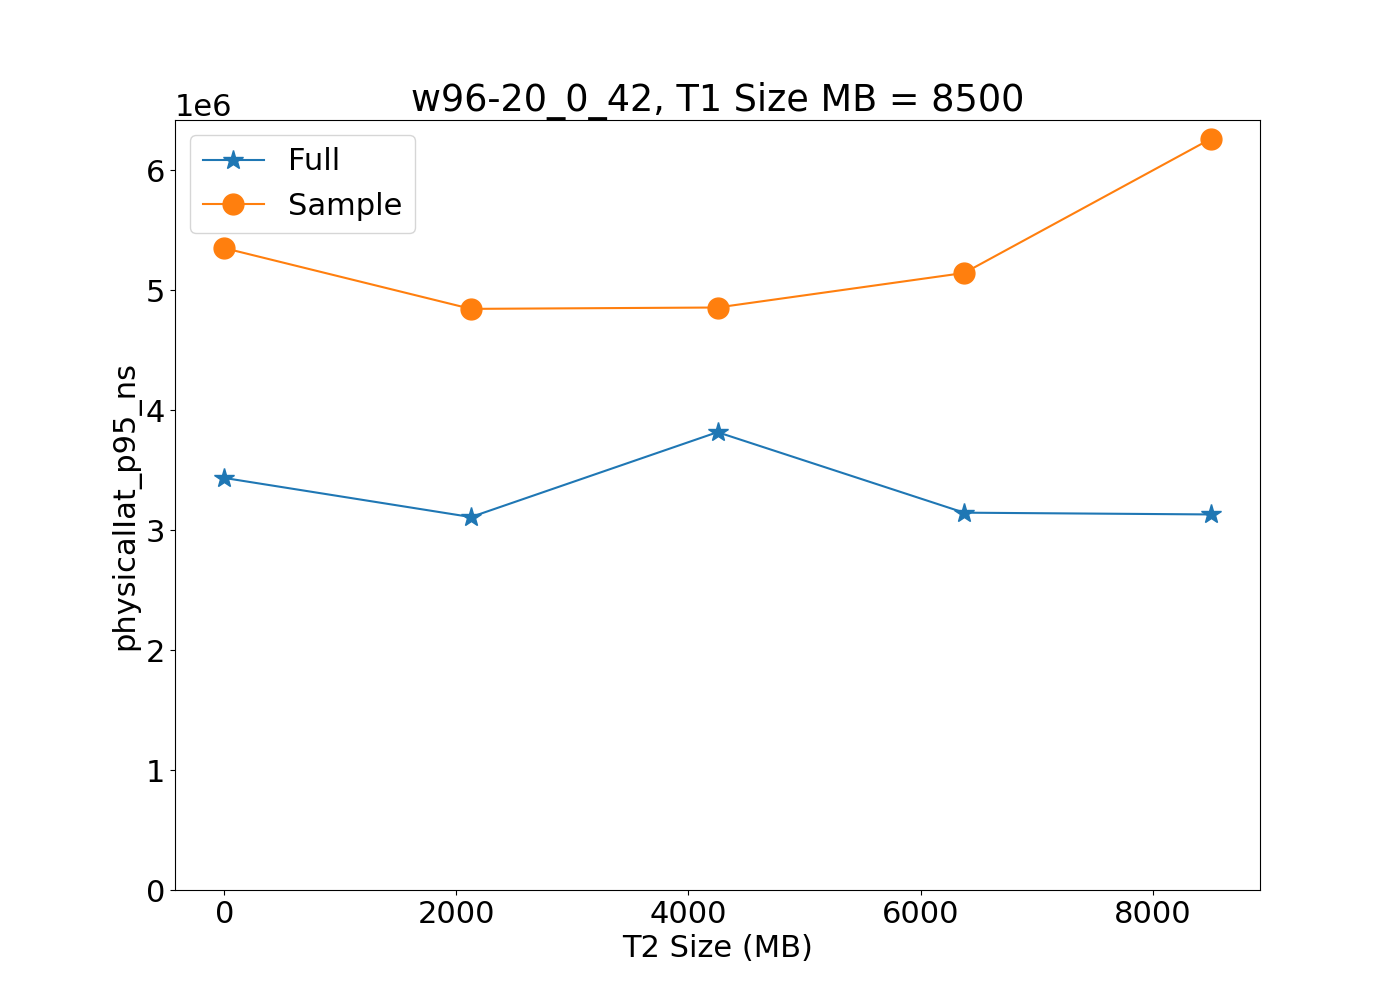 w96-20_0_42, T1 Size MB = 8500
1e6
Full
Sample
6
5
4
3
2
1
0
physicallat_p95_ns
0 2000 4000 6000 8000
T2 Size (MB)